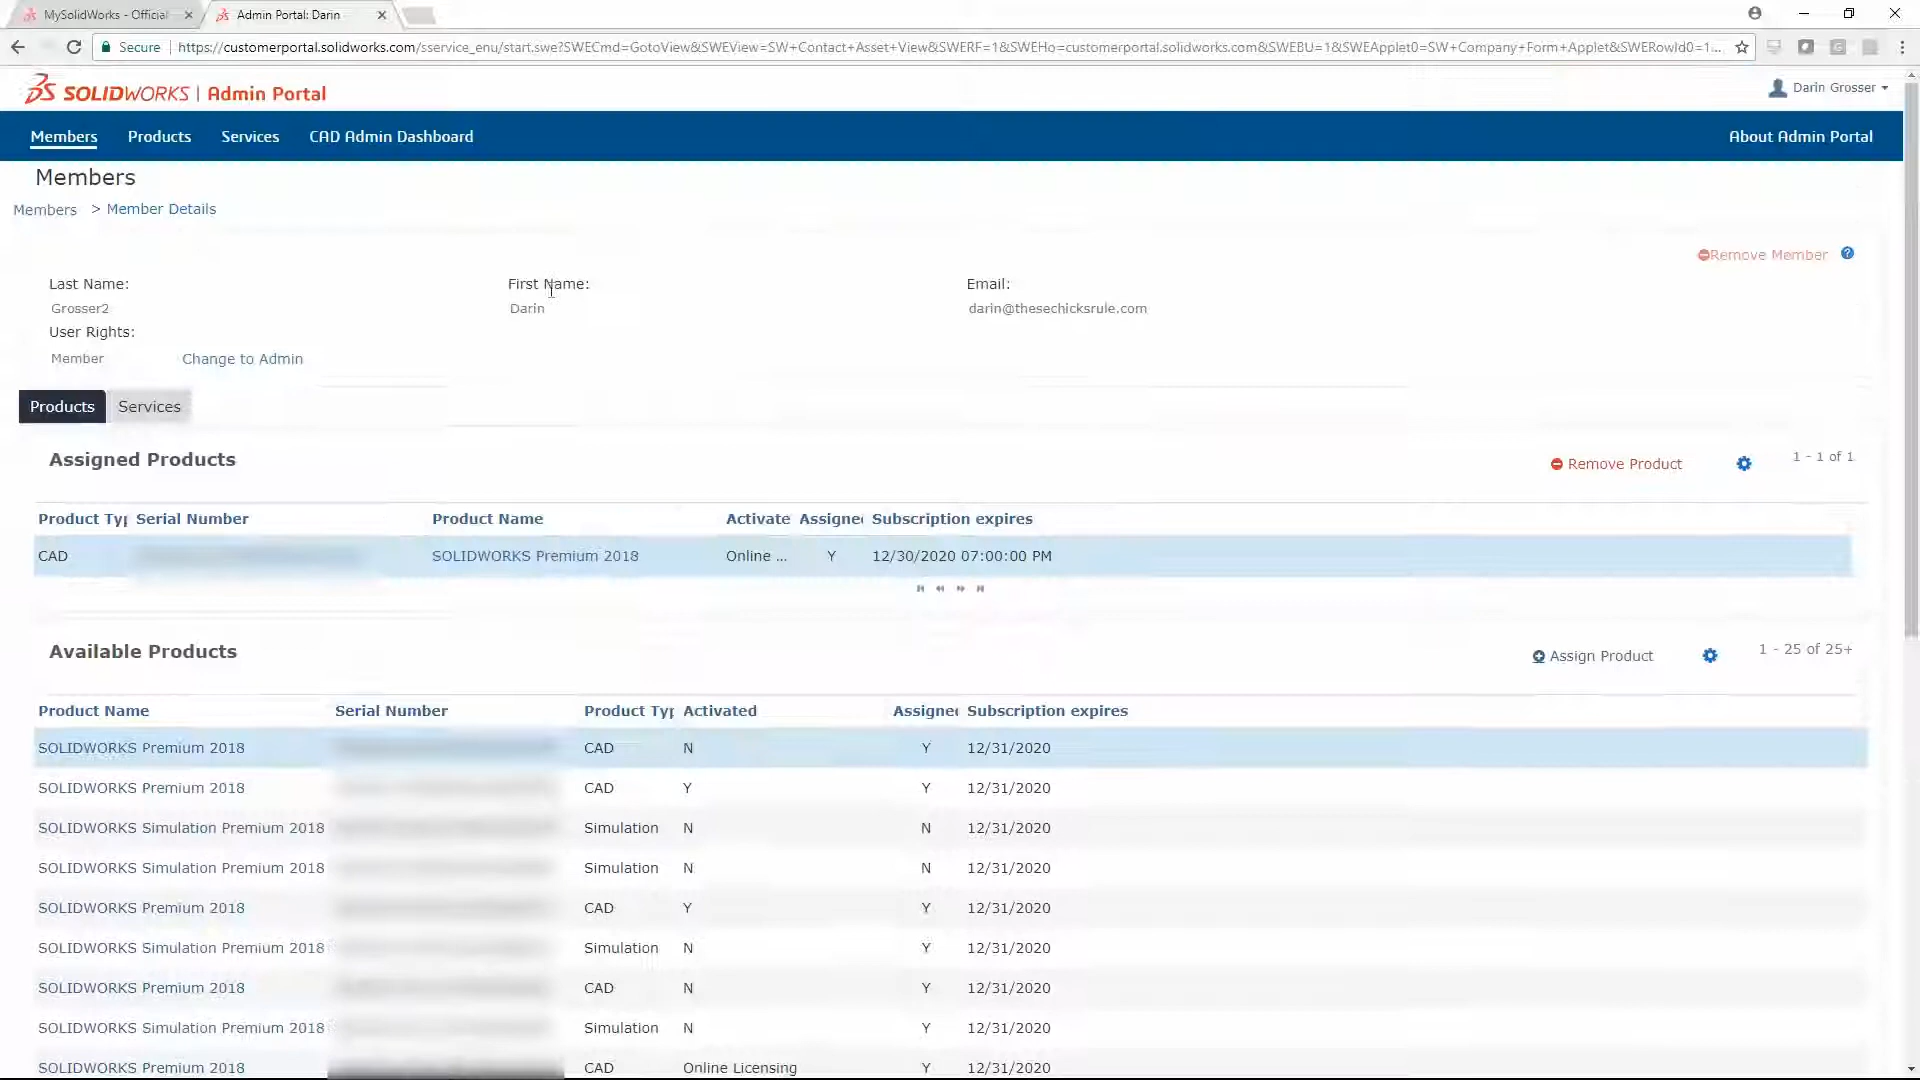 MySolidWorks - Official
Admin Portal: Darin
Secure
https://customerportal.solidworks.com/sservice_enu/start.swe?SWECmd=GotoView&SWEView=SW+Contact+Asset+View&SWERF=1&SWEHo=customerportal.solidworks.com&SWEBU=1&SWEApplet0=SW+Company+Form+Applet&SWERowId0=1...
SOLIDWORKS | Admin Portal
Darin Grosser
Members Products Services CAD Admin Dashboard About Admin Portal
Members
Members > Member Details
Remove Member
Last Name: First Name: Email:
Grosser2 Darin darin@thesechicksrule.com
User Rights:
Member Change to Admin
Products Services
Assigned Products Remove Product 1 - 1 of 1
Product Typ Serial Number Product Name Activate Assigned Subscription expires
CAD SOLIDWORKS Premium 2018 Online ... Y 12/30/2020 07:00:00 PM
Available Products Assign Product 1 - 25 of 25+
Product Name Serial Number Product Typ Activated Assigned Subscription expires
SOLIDWORKS Premium 2018 CAD N Y 12/31/2020
SOLIDWORKS Premium 2018 CAD Y Y 12/31/2020
SOLIDWORKS Simulation Premium 2018 Simulation N N 12/31/2020
SOLIDWORKS Simulation Premium 2018 Simulation N N 12/31/2020
SOLIDWORKS Premium 2018 CAD Y Y 12/31/2020
SOLIDWORKS Simulation Premium 2018 Simulation N Y 12/31/2020
SOLIDWORKS Premium 2018 CAD N Y 12/31/2020
SOLIDWORKS Simulation Premium 2018 Simulation N Y 12/31/2020
SOLIDWORKS Premium 2018 CAD Online Licensing Y 12/31/2020